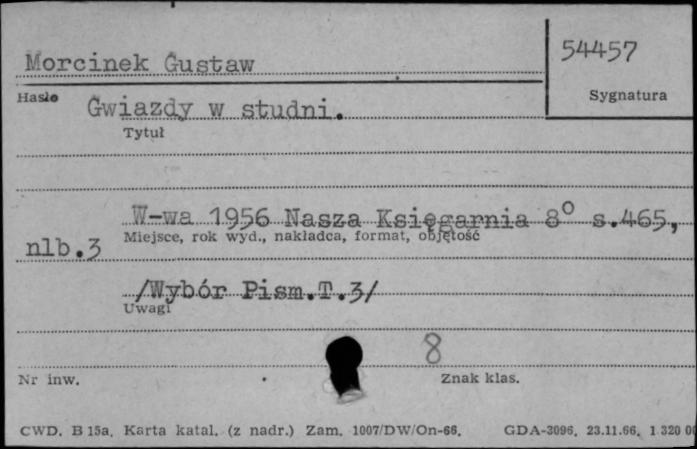 Morcinek Gustaw
54457
Hasło
Sygnatura
Gwiazdy w studni.
Tytuł
W-wa 1956 Nasza Księgarnia 8° s.465,
Miejsce, rok wyd., nakładca, format, objętość
nlb.3
/Wybór Pism.T.3/
Uwagi
8
Nr inw.
Znak klas.
CWD. B 15a. Karta katal. (z nadr.) Zam. 1007/DW/On-66. GDA-3096. 23.11.66. 1 320 00